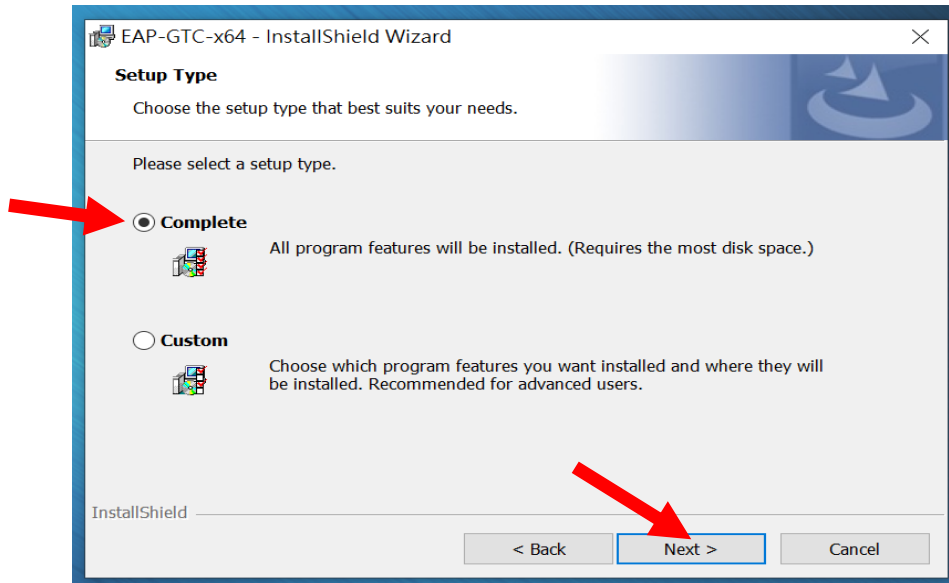 EAP-GTC-x64 - InstallShield Wizard
Setup Type
Choose the setup type that best suits your needs.
Please select a setup type.
Complete
All program features will be installed. (Requires the most disk space.)
Custom
Choose which program features you want installed and where they will
be installed. Recommended for advanced users.
InstallShield
< Back
Next >
Cancel